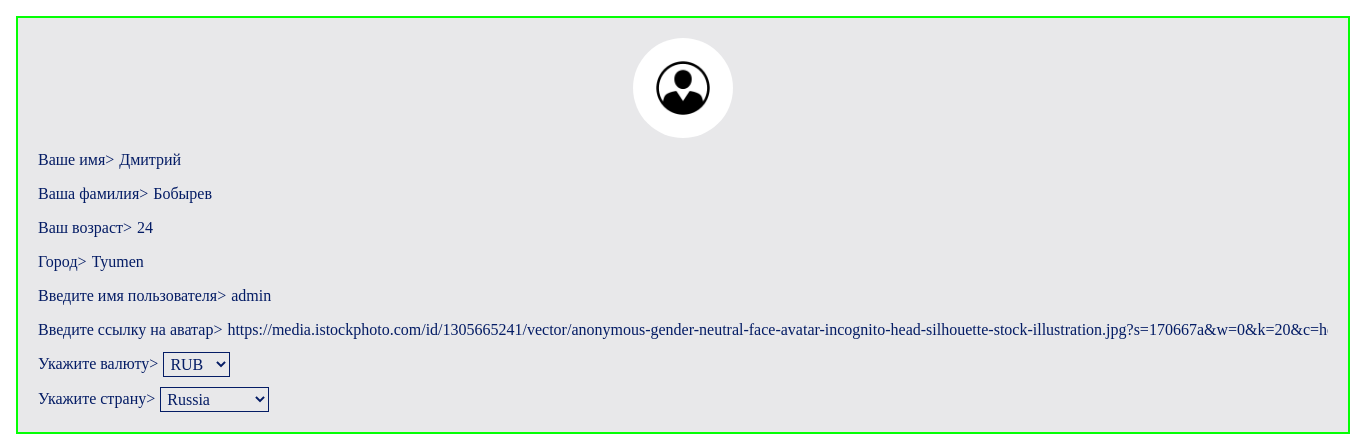 Ваше имя> Дмитрий
Ваша фамилия> Бобырев
Ваш возраст> 24
Город> Tyumen
Введите имя пользователя> admin
Введите ссылку на аватар> https://media.istockphoto.com/id/1305665241/vector/anonymous-gender-neutral-face-avatar-incognito-head-silhouette-stock-illustration.jpg?s=170667a&w=0&k=20&c=h
Укажите валюту> RUB
Укажите страну> Russia